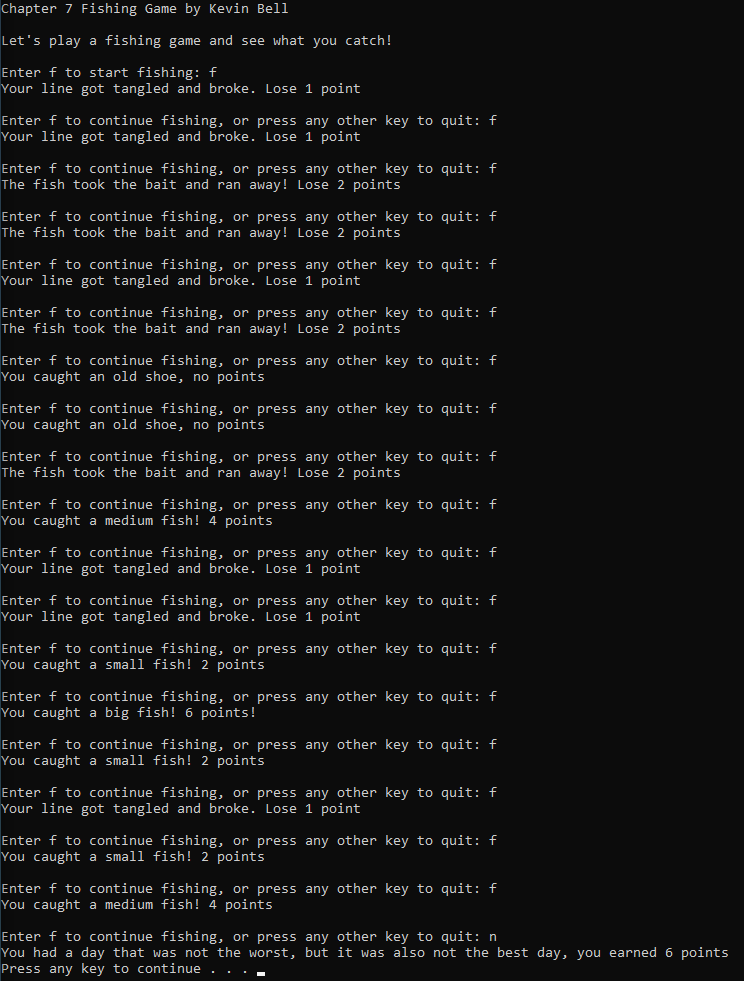 Chapter 7 Fishing Game by Kevin Bell
Let's play a fishing game and see what you catch!
Enter f to start fishing: f
Your line got tangled and broke. Lose 1 point
Enter f to continue fishing, or press any other key to quit: f
Your line got tangled and broke. Lose 1 point
Enter f to continue fishing, or press any other key to quit: f
The fish took the bait and ran away! Lose 2 points
Enter f to continue fishing, or press any other key to quit: f
The fish took the bait and ran away! Lose 2 points
Enter f to continue fishing, or press any other key to quit: f
Your line got tangled and broke. Lose 1 point
Enter f to continue fishing, or press any other key to quit: f
The fish took the bait and ran away! Lose 2 points
Enter f to continue fishing, or press any other key to quit: f
You caught an old shoe, no points
Enter f to continue fishing, or press any other key to quit: f
You caught an old shoe, no points
Enter f to continue fishing, or press any other key to quit: f
The fish took the bait and ran away! Lose 2 points
Enter f to continue fishing, or press any other key to quit: f
You caught a medium fish! 4 points
Enter f to continue fishing, or press any other key to quit: f
Your line got tangled and broke. Lose 1 point
Enter f to continue fishing, or press any other key to quit: f
Your line got tangled and broke. Lose 1 point
Enter f to continue fishing, or press any other key to quit: f
You caught a small fish! 2 points
Enter f to continue fishing, or press any other key to quit: f
You caught a big fish! 6 points!
Enter f to continue fishing, or press any other key to quit: f
You caught a small fish! 2 points
Enter f to continue fishing, or press any other key to quit: f
Your line got tangled and broke. Lose 1 point
Enter f to continue fishing, or press any other key to quit: f
You caught a small fish! 2 points
Enter f to continue fishing, or press any other key to quit: f
You caught a medium fish! 4 points
Enter f to continue fishing, or press any other key to quit: n
You had a day that was not the worst, but it was also not the best day, you earned 6 points
Press any key to continue . . .